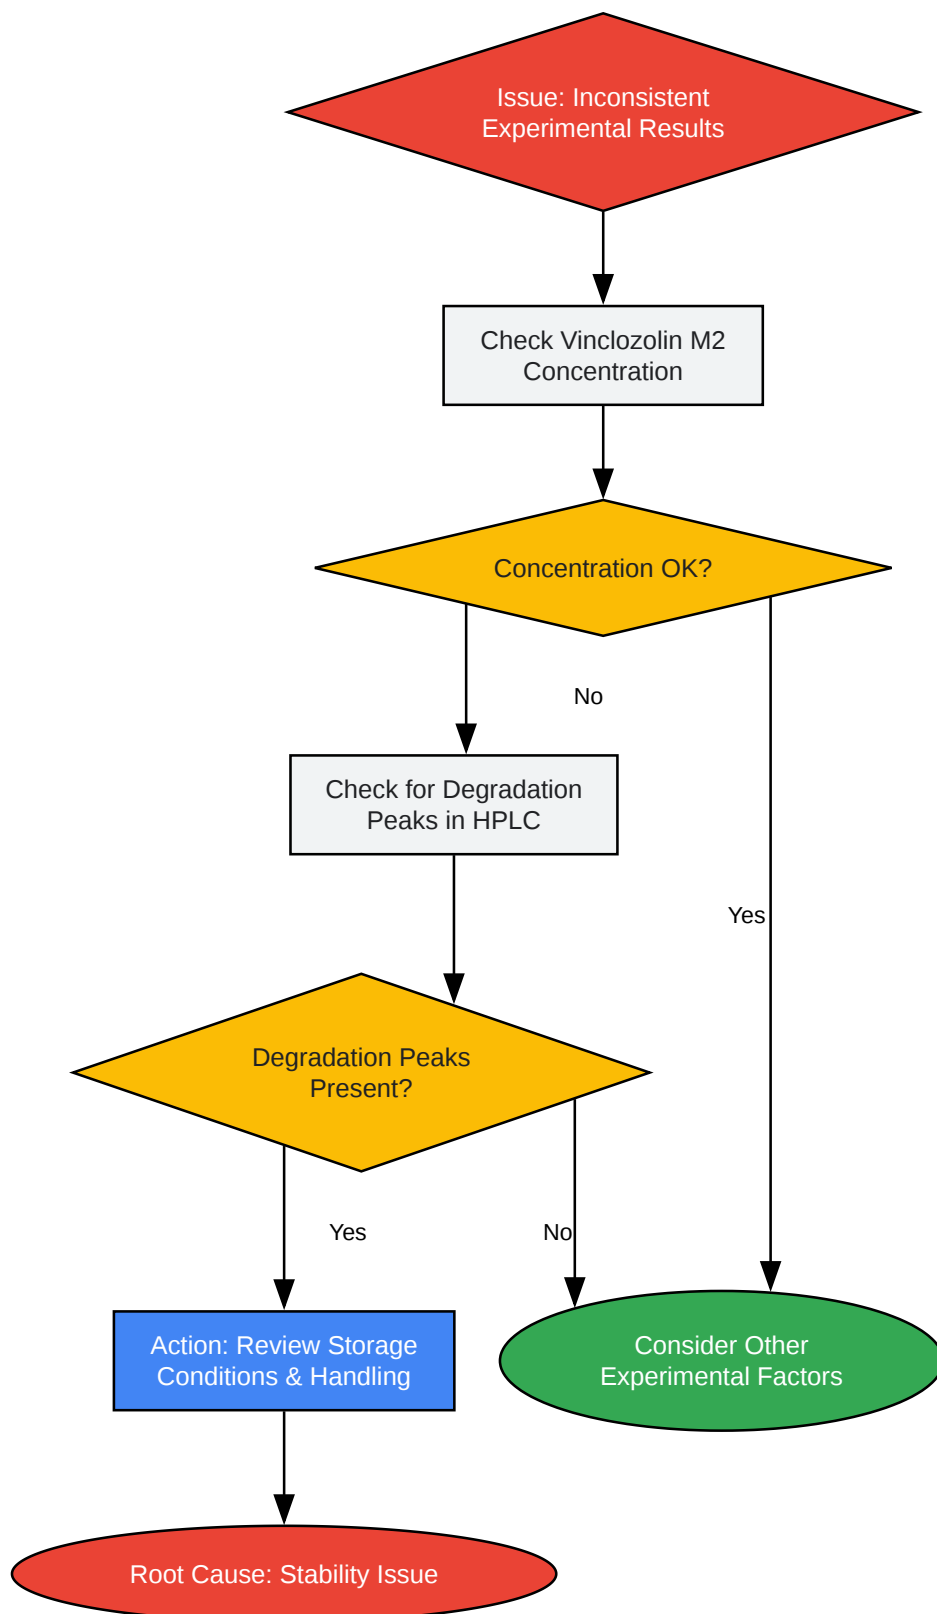 Issue: Inconsistent
Experimental Results
Check Vinclozolin M2
Concentration
Concentration OK?
No
Check for Degradation
Peaks in HPLC
Yes
Degradation Peaks
Present?
Yes
No
Action: Review Storage
Conditions & Handling
Consider Other
Experimental Factors
Root Cause: Stability Issue